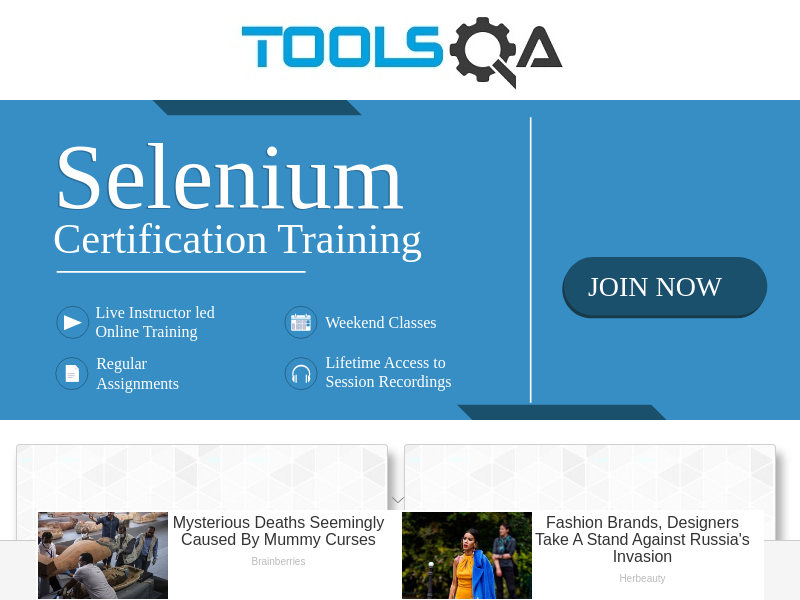 TOOLSQA
Selenium
Certification Training
JOIN NOW
Live Instructor led
Online Training
Weekend Classes
Regular
Assignments
Lifetime Access to
Session Recordings
Mysterious Deaths Seemingly
Caused By Mummy Curses
Brainberries
Fashion Brands, Designers
Take A Stand Against Russia's
Invasion
Herbeauty